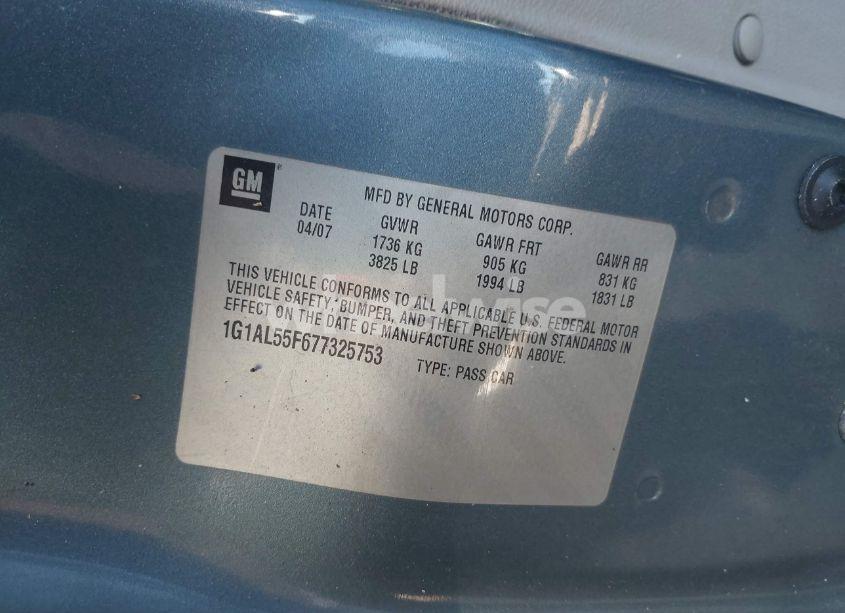 GM®
MFD BY GENERAL MOTORS CORP.
DATE GVWR GAWR FRT GAWR RR
04/07 1736 KG 905 KG 831 KG
3825 LB 1994 LB 1831 LB
THIS VEHICLE CONFORMS TO ALL APPLICABLE U.S. FEDERAL MOTOR
VEHICLE SAFETY, BUMPER, AND THEFT PREVENTION STANDARDS IN
EFFECT ON THE DATE OF MANUFACTURE SHOWN ABOVE.
1G1AL55F677325753 TYPE: PASS CAR